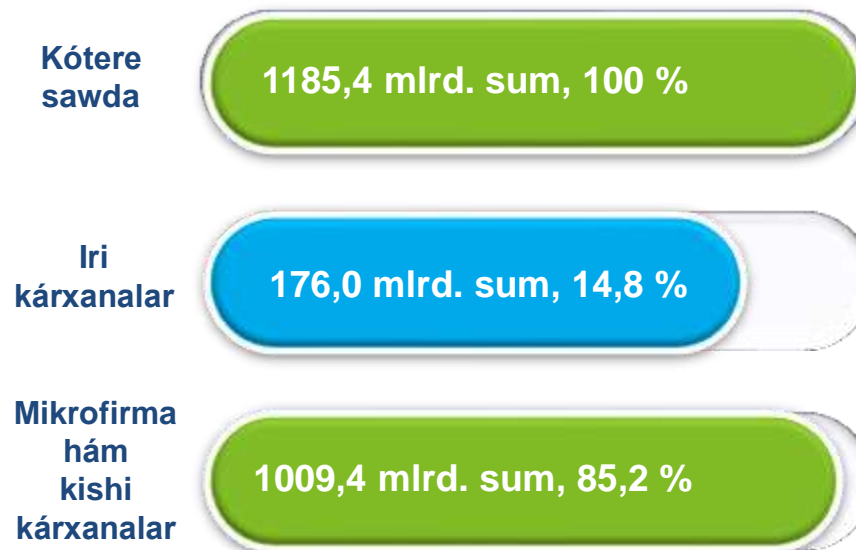 Kótere
sawda
1185,4 mlrd. sum, 100 %
Iri
kárxanalar
176,0 mlrd. sum, 14,8 %
Mikrofirma
hám
kishi
kárxanalar
1009,4 mlrd. sum, 85,2 %